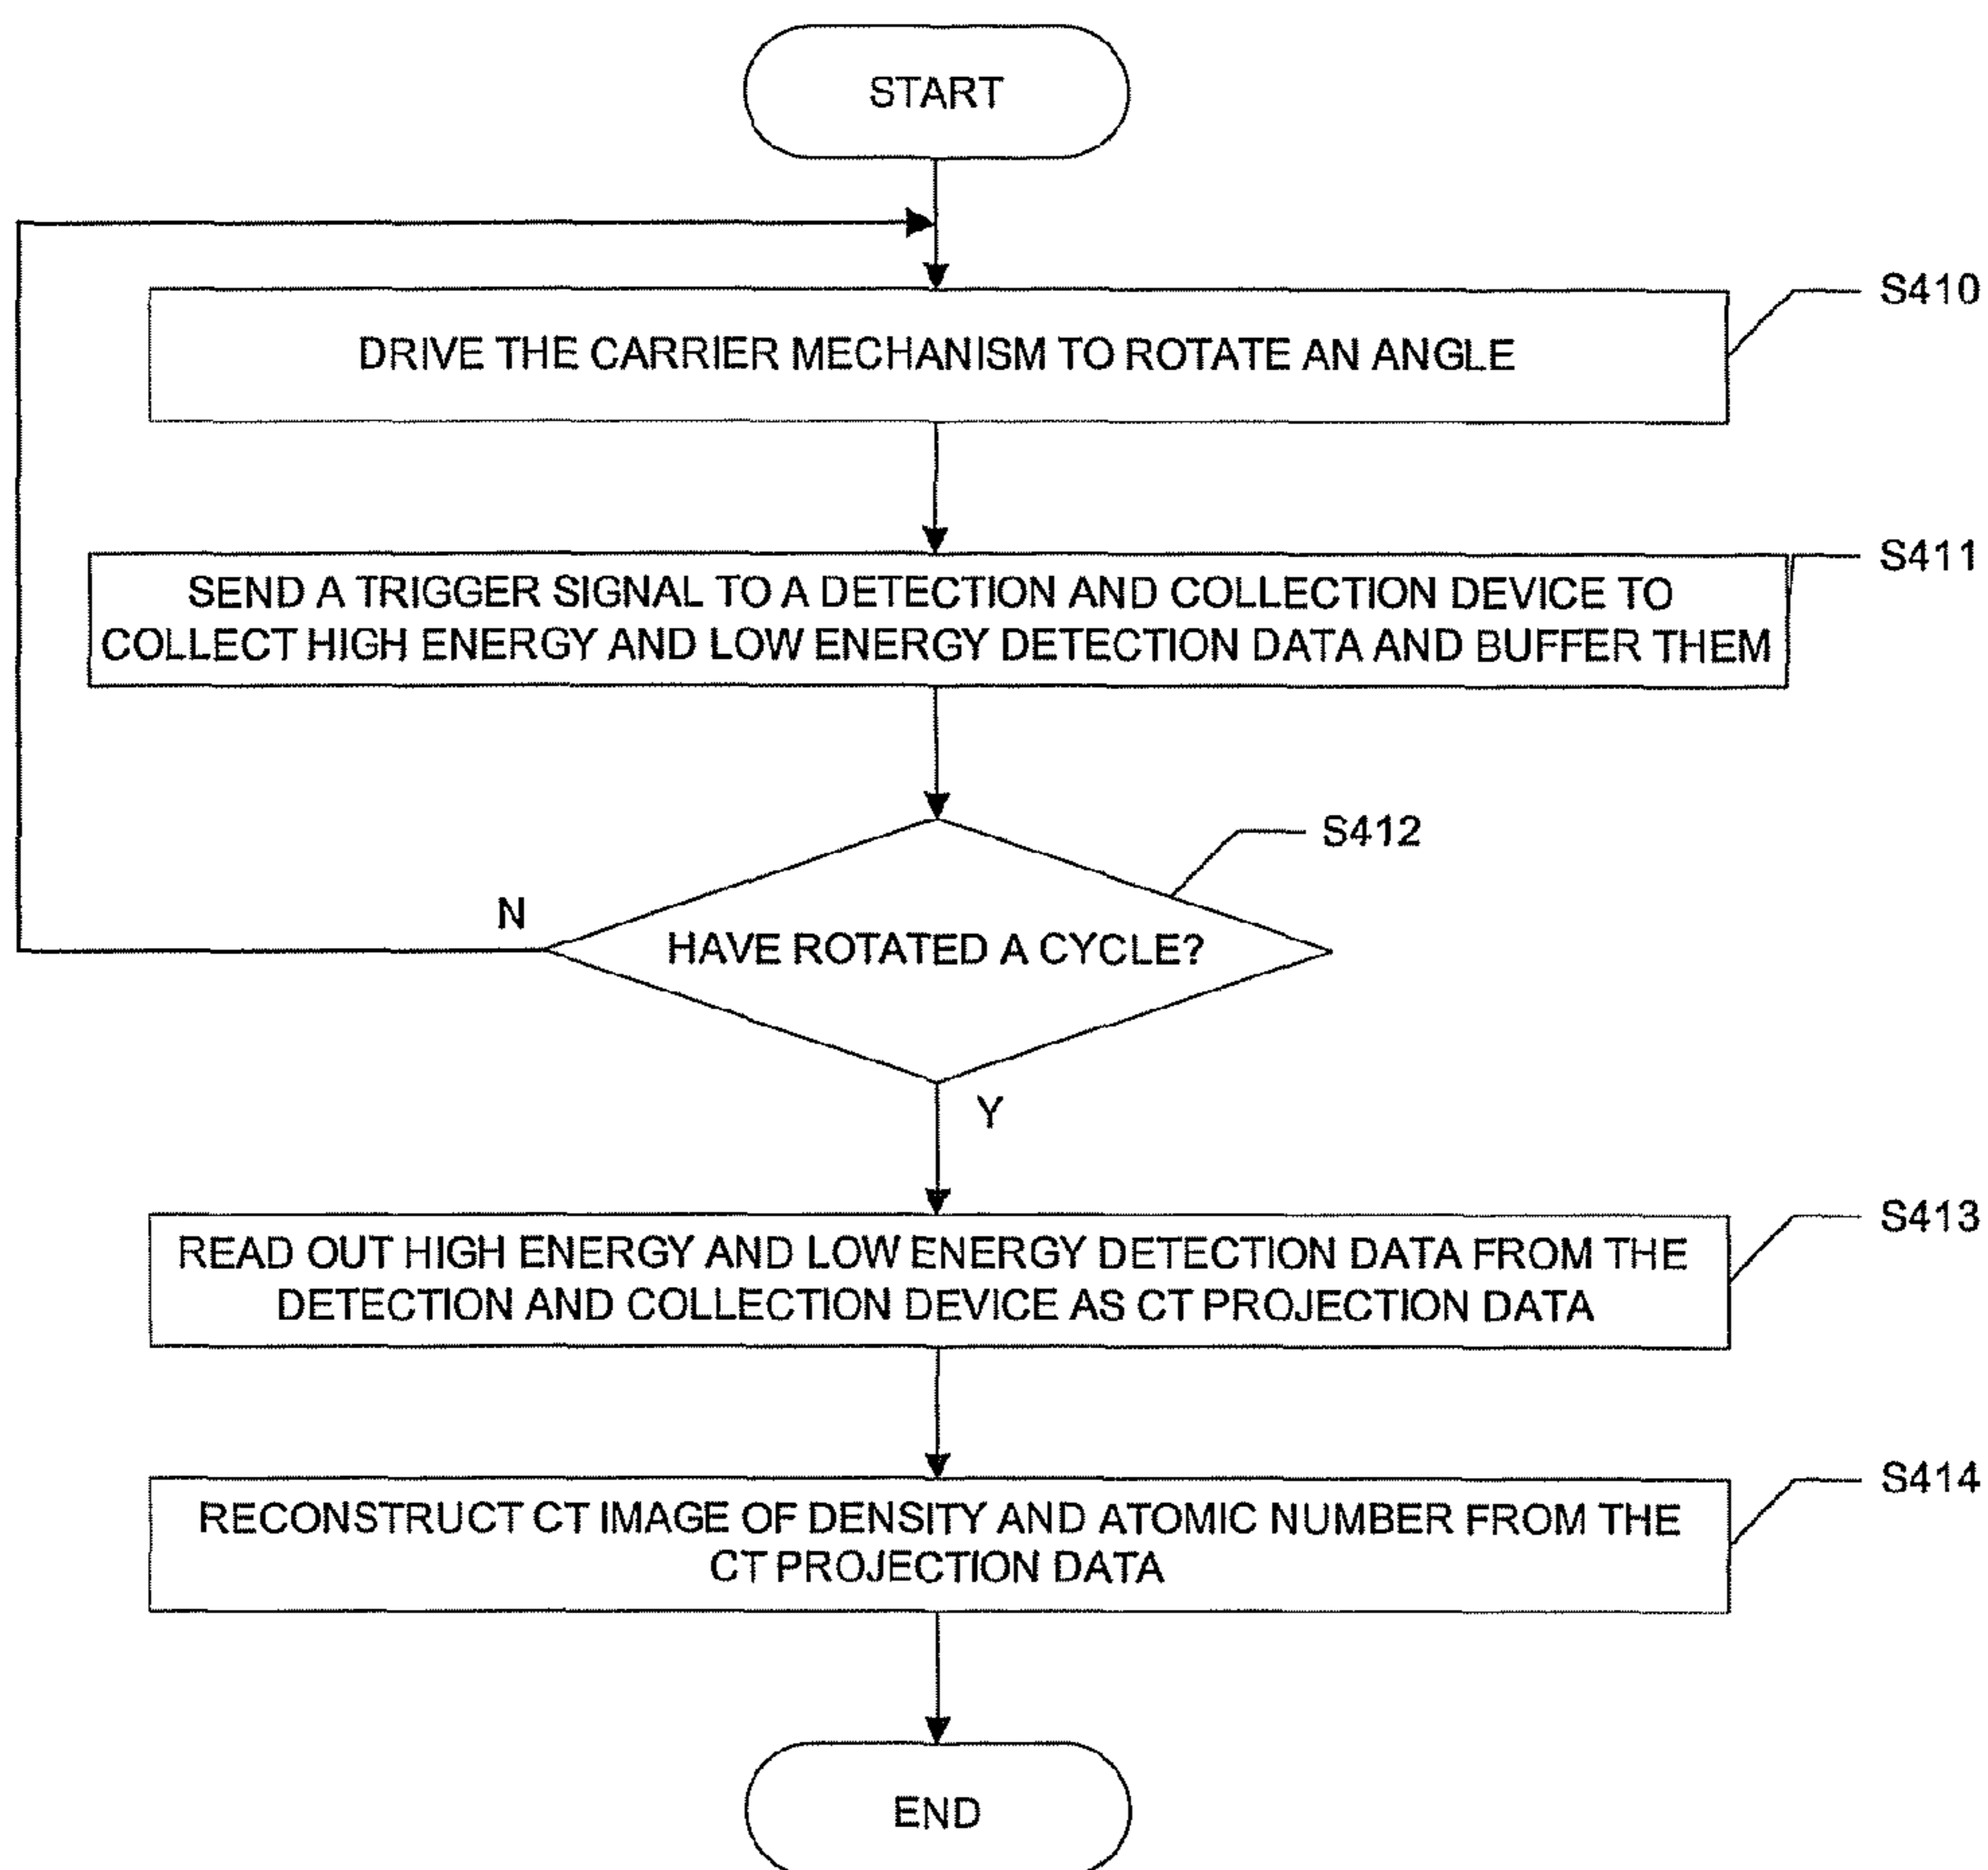 START
DRIVE THE CARRIER MECHANISM TO ROTATE AN ANGLE
S410
SEND A TRIGGER SIGNAL TO A DETECTION AND COLLECTION DEVICE TO
COLLECT HIGH ENERGY AND LOW ENERGY DETECTION DATA AND BUFFER THEM
S411
S412
N
HAVE ROTATED A CYCLE?
Y
READ OUT HIGH ENERGY AND LOW ENERGY DETECTION DATA FROM THE
DETECTION AND COLLECTION DEVICE AS CT PROJECTION DATA
S413
RECONSTRUCT CT IMAGE OF DENSITY AND ATOMIC NUMBER FROM THE
CT PROJECTION DATA
S414
END